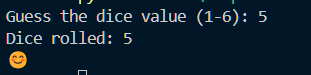 Guess the dice value (1-6): 5
Dice rolled: 5
😊